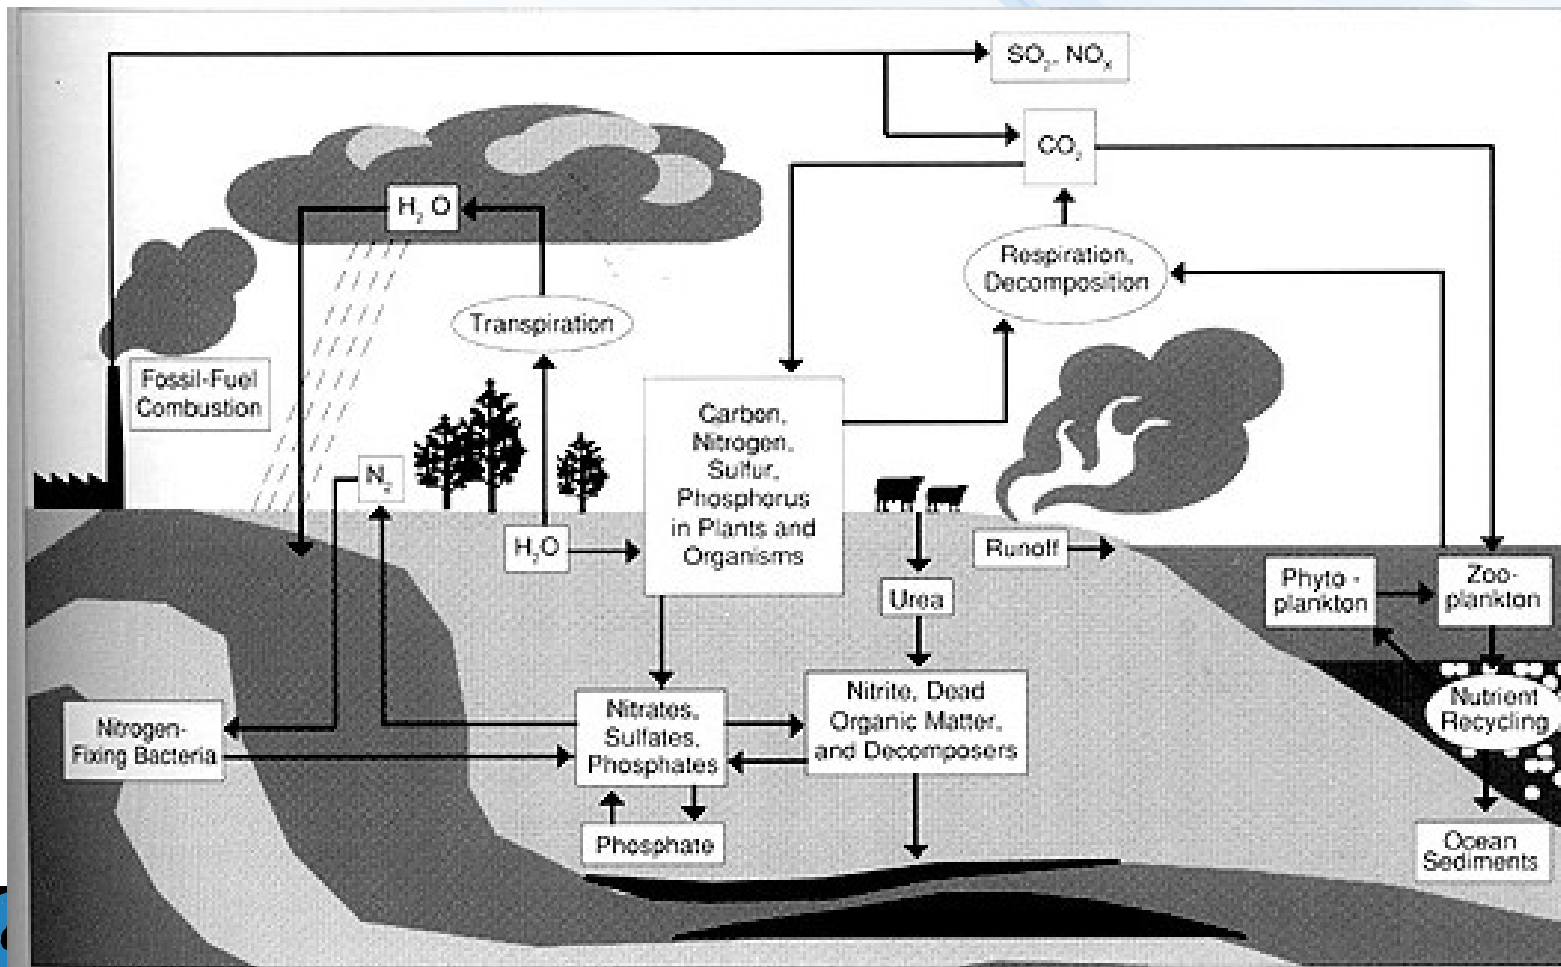 SO₂, NOₓ
CO₂
H₂O
Respiration,
Decomposition
Transpiration
Fossil-Fuel
Combustion
N₂
Carbon,
Nitrogen,
Sulfur,
Phosphorus
in Plants and
Organisms
H₂O
Runoff
Urea
Phyto-
plankton
Zoo-
plankton
Nitrogen-
Fixing Bacteria
Nitrates,
Sulfates,
Phosphates
Nitrite, Dead
Organic Matter,
and Decomposers
Nutrient
Recycling
Phosphate
Ocean
Sediments